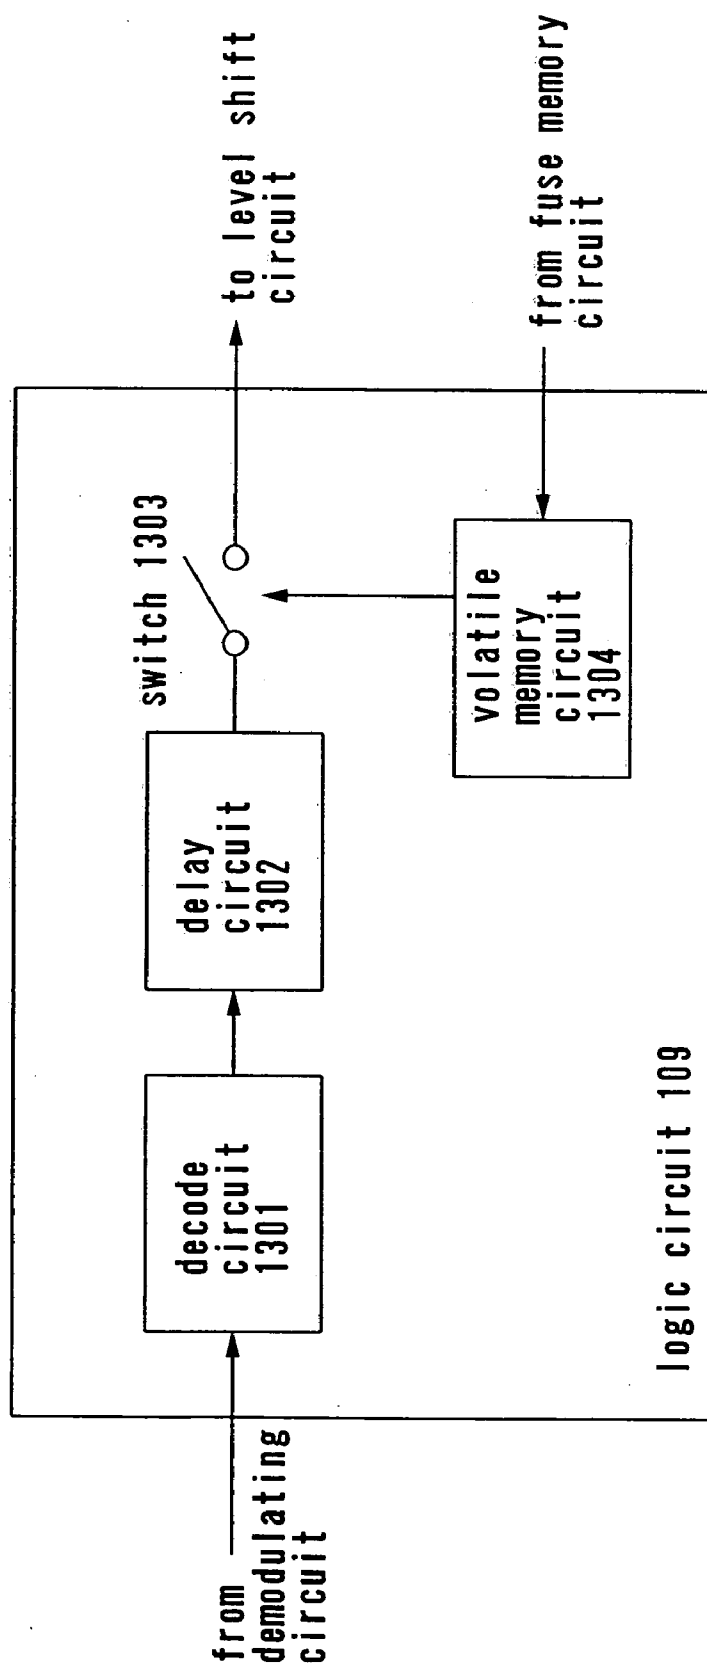 from
demodulating
circuit
decode
circuit
1301
delay
circuit
1302
switch 1303
to level shift
circuit
volatile
memory
circuit
1304
from fuse memory
circuit
logic circuit 109